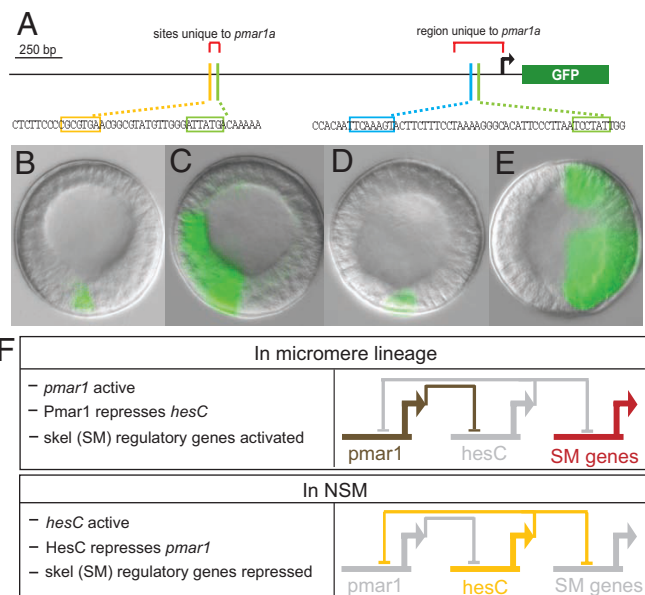 A
sites unique to pmar1a
region unique to pmar1a
250 bp
GFP
CTCTTCCCCGCGTGAACGGCGTATGTTGGGATTATGACAAAAA
CCACAATTCAAAGTACTTCTTTCCTAAAAGGGCACATTCCCTTAATCCTATTGG
B
C
D
E
F
In micromere lineage
– pmar1 active
– Pmar1 represses hesC
– skel (SM) regulatory genes activated
pmar1
hesC
SM genes
In NSM
– hesC active
– HesC represses pmar1
– skel (SM) regulatory genes repressed
pmar1
hesC
SM genes